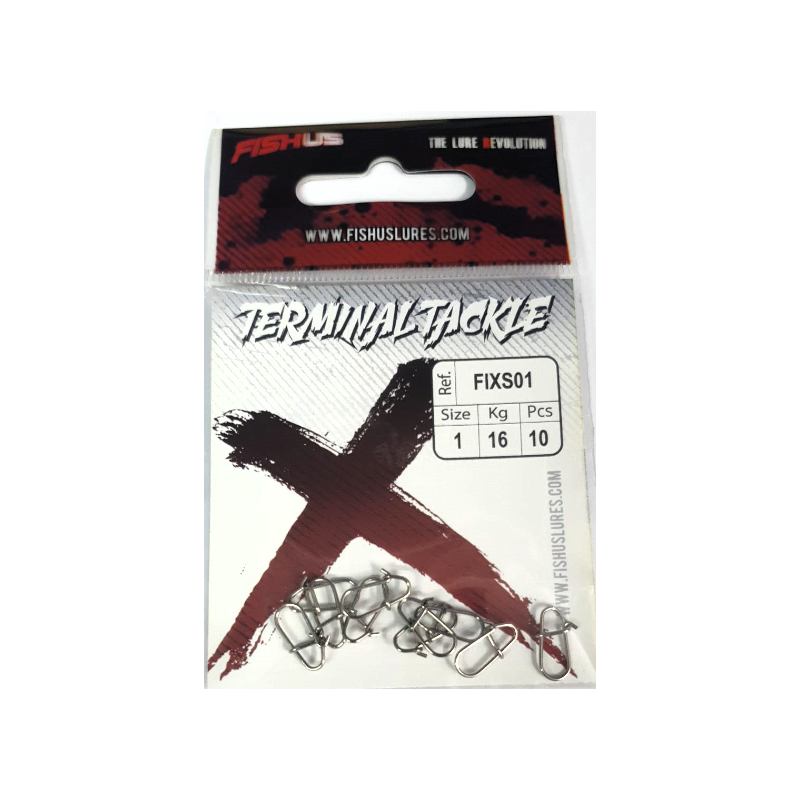 FISHUS
THE LURE REVOLUTION
WWW.FISHUSLURES.COM
TERMINAL TACKLE
Ref. FIXS01
Size Kg Pcs
1 16 10
WWW.FISHUSLURES.COM